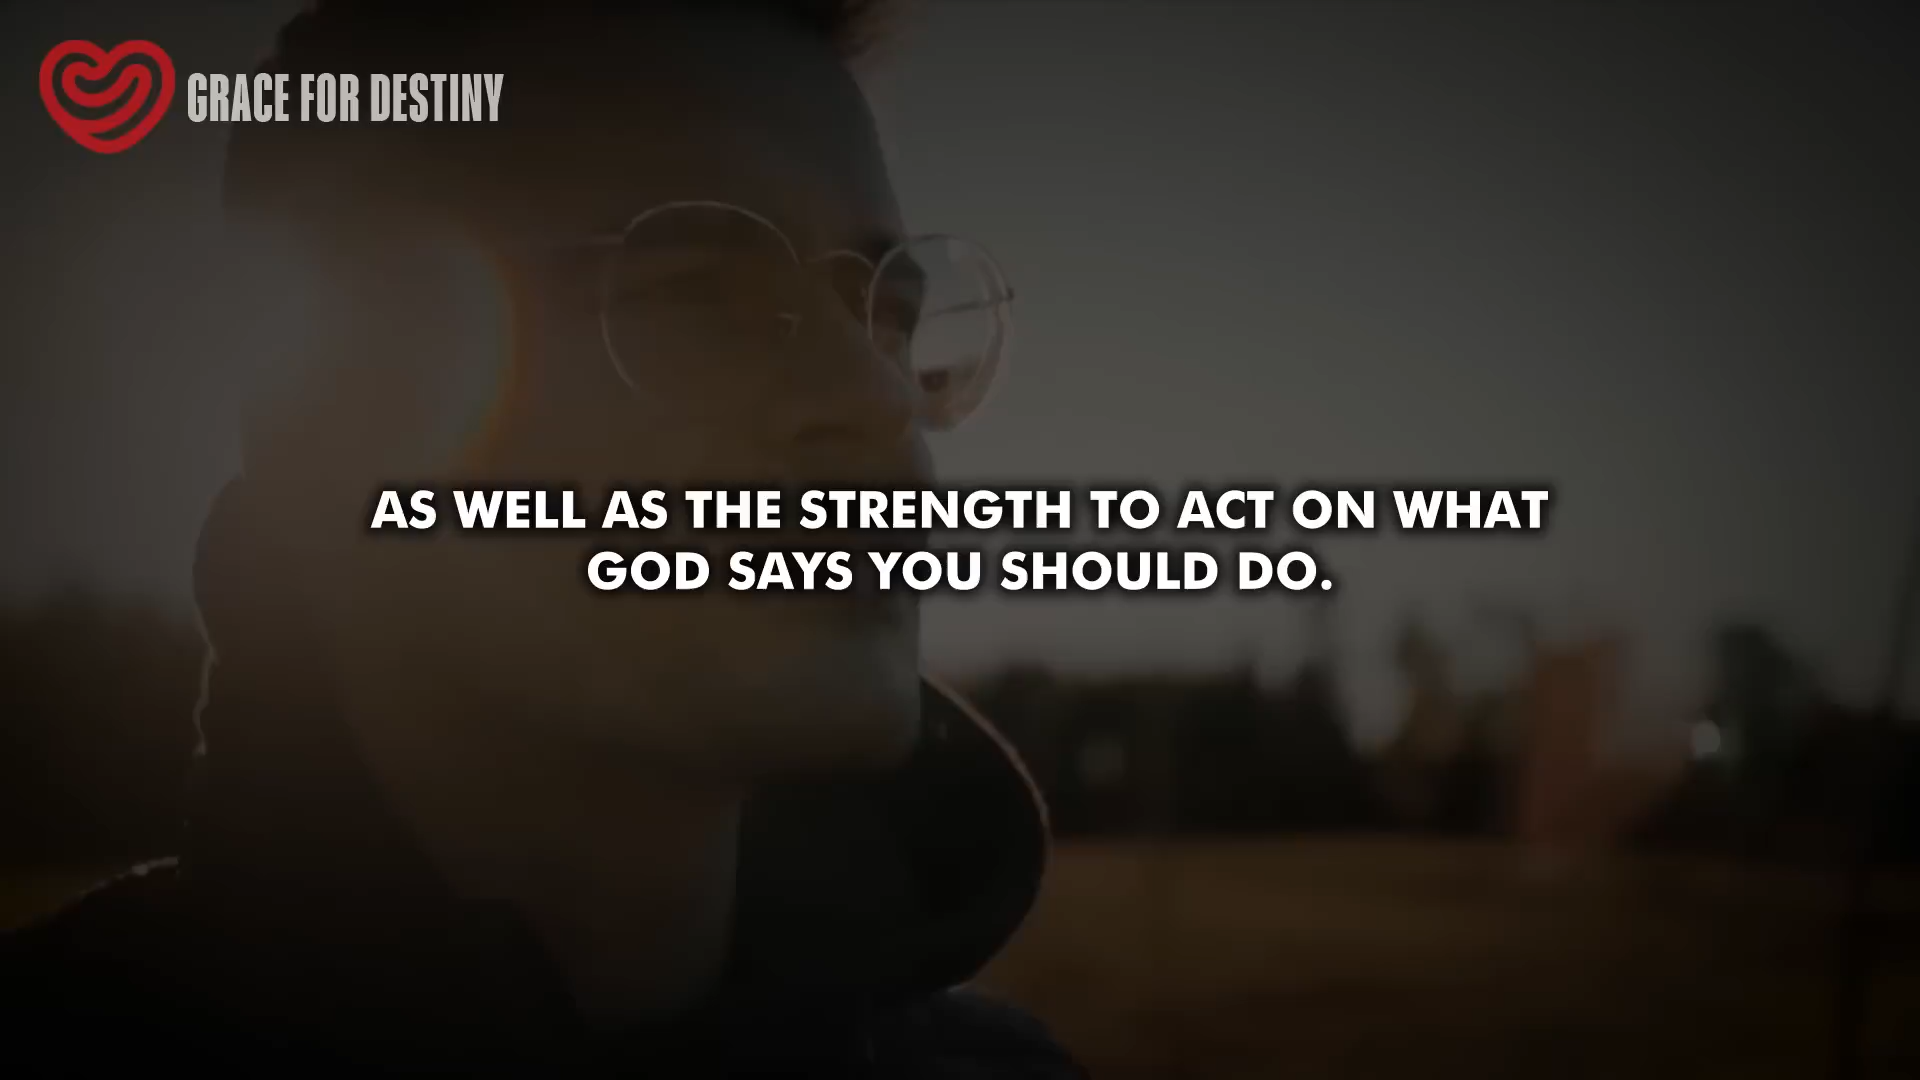 GRACE FOR DESTINY
AS WELL AS THE STRENGTH TO ACT ON WHAT
GOD SAYS YOU SHOULD DO.